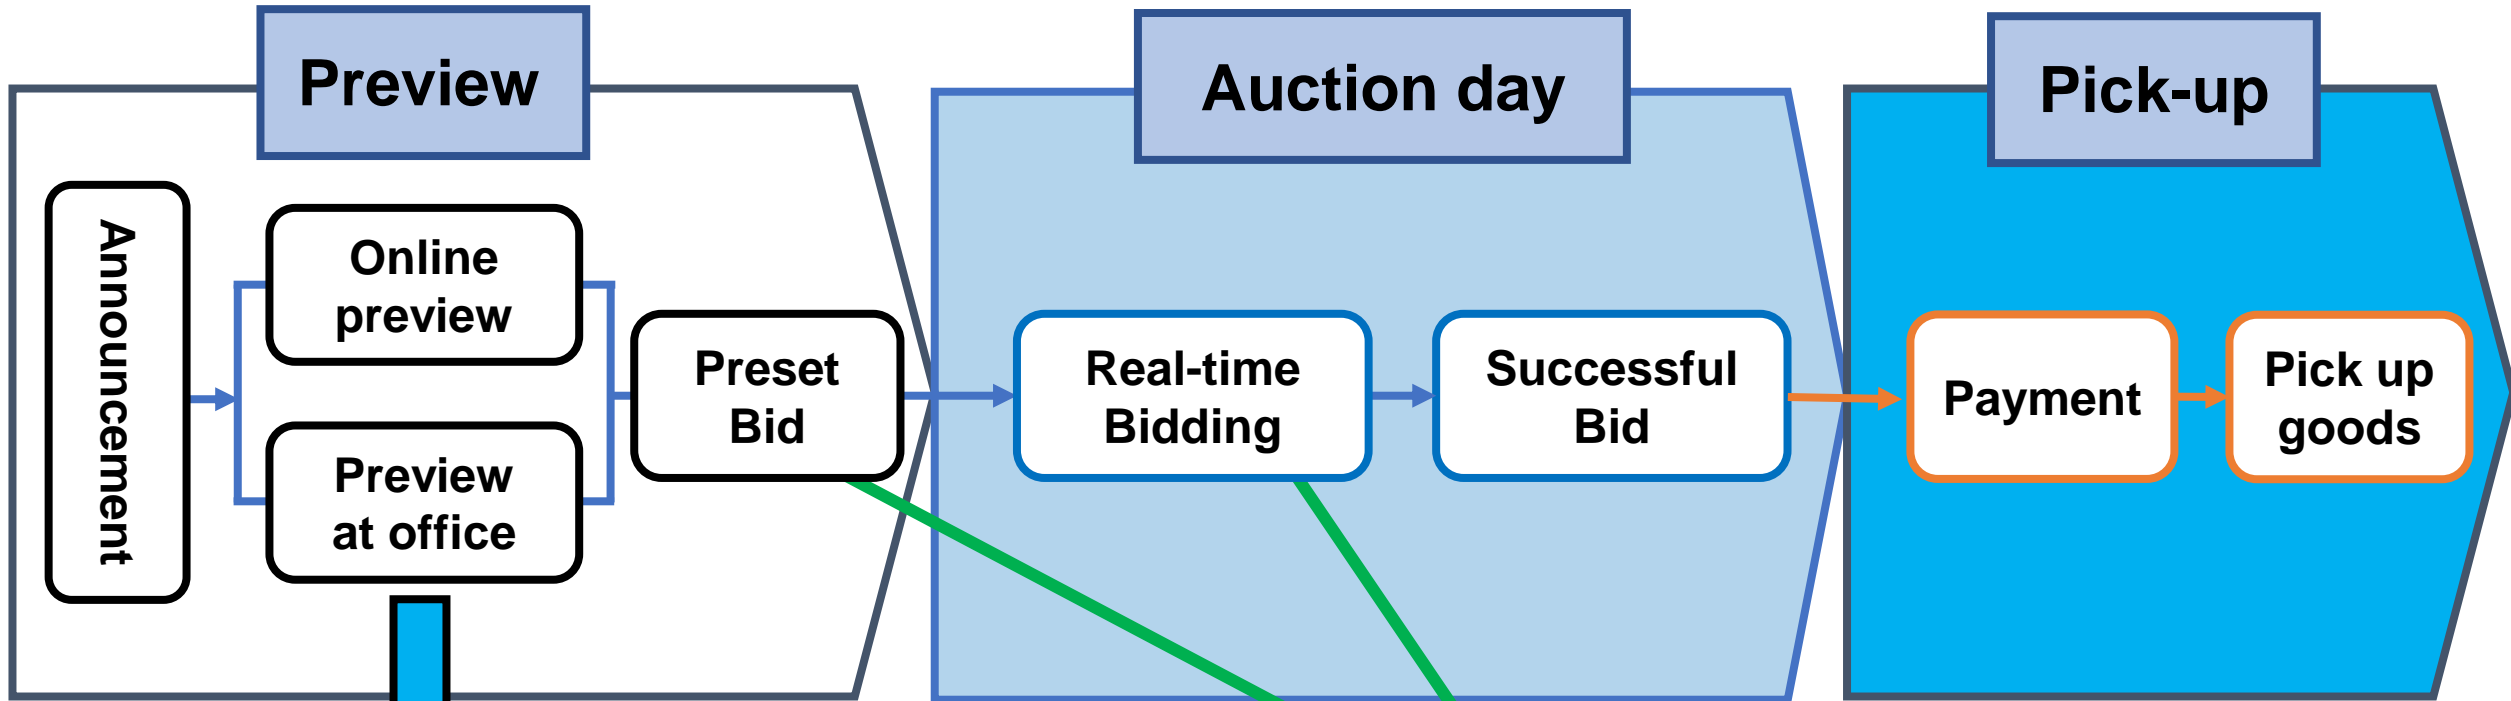 Preview
Announcement
Online
preview
Preview
at office
Preset
Bid
Auction day
Real-time
Bidding
Successful
Bid
Pick-up
Payment
Pick up
goods